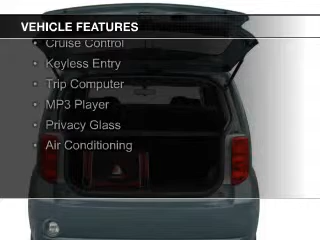 VEHICLE FEATURES
• Cruise Control
• Keyless Entry
• Trip Computer
• MP3 Player
• Privacy Glass
• Air Conditioning